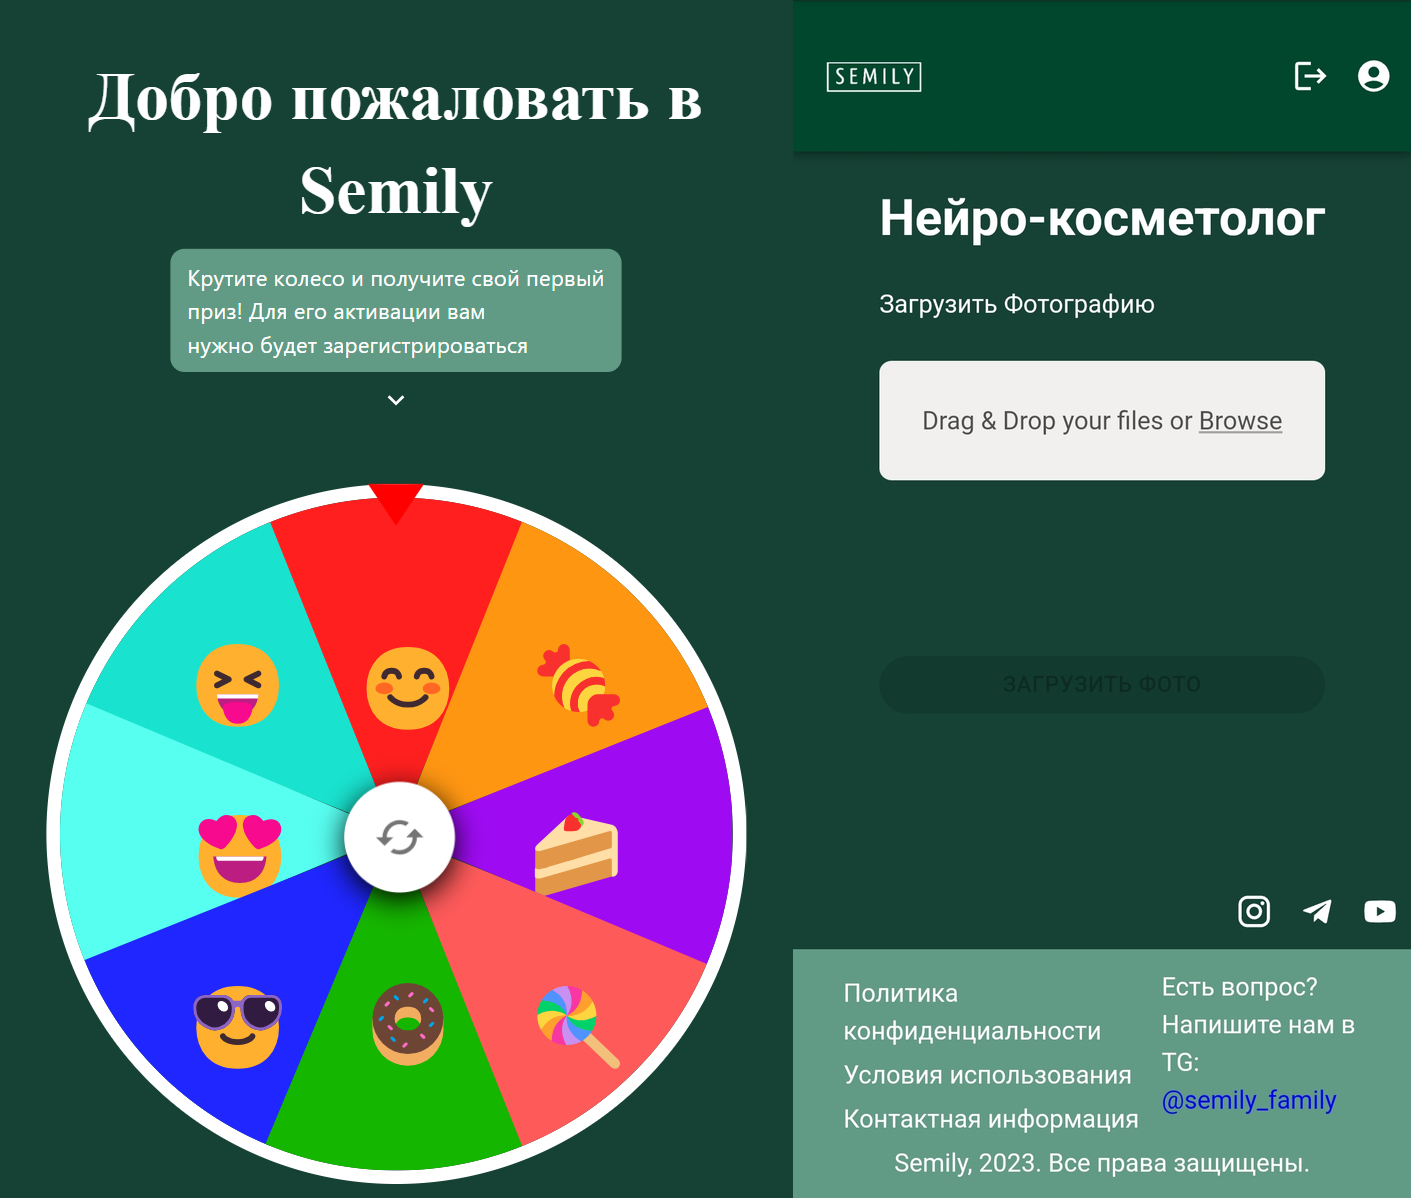 Добро пожаловать в
Semily
Крутите колесо и получите свой первый
приз! Для его активации вам
нужно будет зарегистрироваться
SEMILY
Нейро-косметолог
Загрузить Фотографию
Drag & Drop your files or Browse
ЗАГРУЗИТЬ ФОТО
Политика
конфиденциальности
Условия использования
Контактная информация
Есть вопрос?
Напишите нам в
TG:
@semily_family
Semily, 2023. Все права защищены.